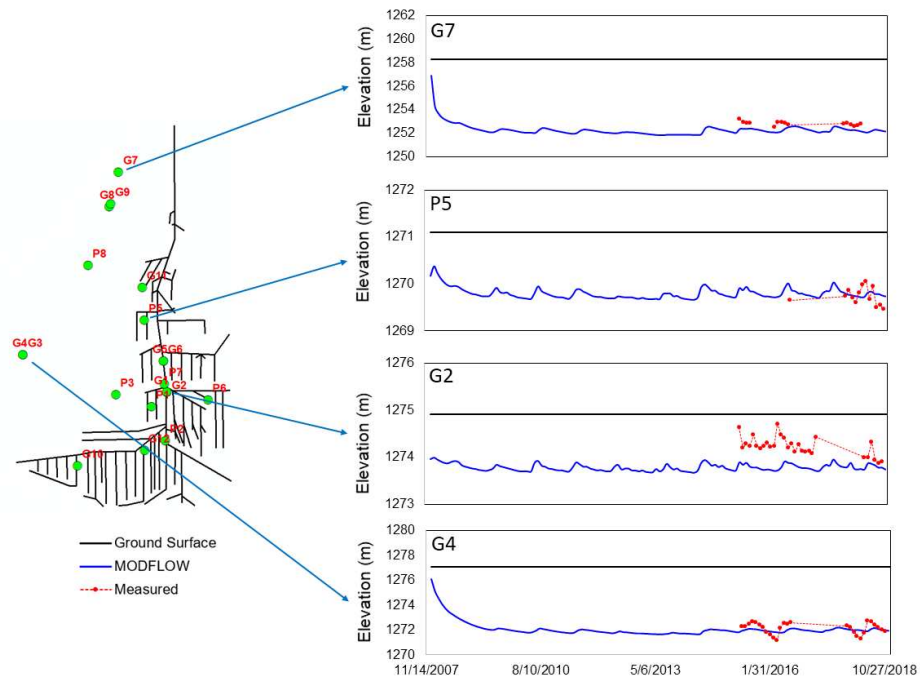 G7
G9
G8
P8
G11
P5
G4G3
G5G6
P7
G1
G2
P6
P3
P2
G12
G10
Ground Surface
MODFLOW
Measured
Elevation (m)
1262
1260
1258
1256
1254
1252
1250
G7
Elevation (m)
1272
1271
1270
1269
P5
Elevation (m)
1276
1275
1274
1273
G2
Elevation (m)
1280
1278
1276
1274
1272
1270
G4
11/14/2007 8/10/2010 5/6/2013 1/31/2016 10/27/2018